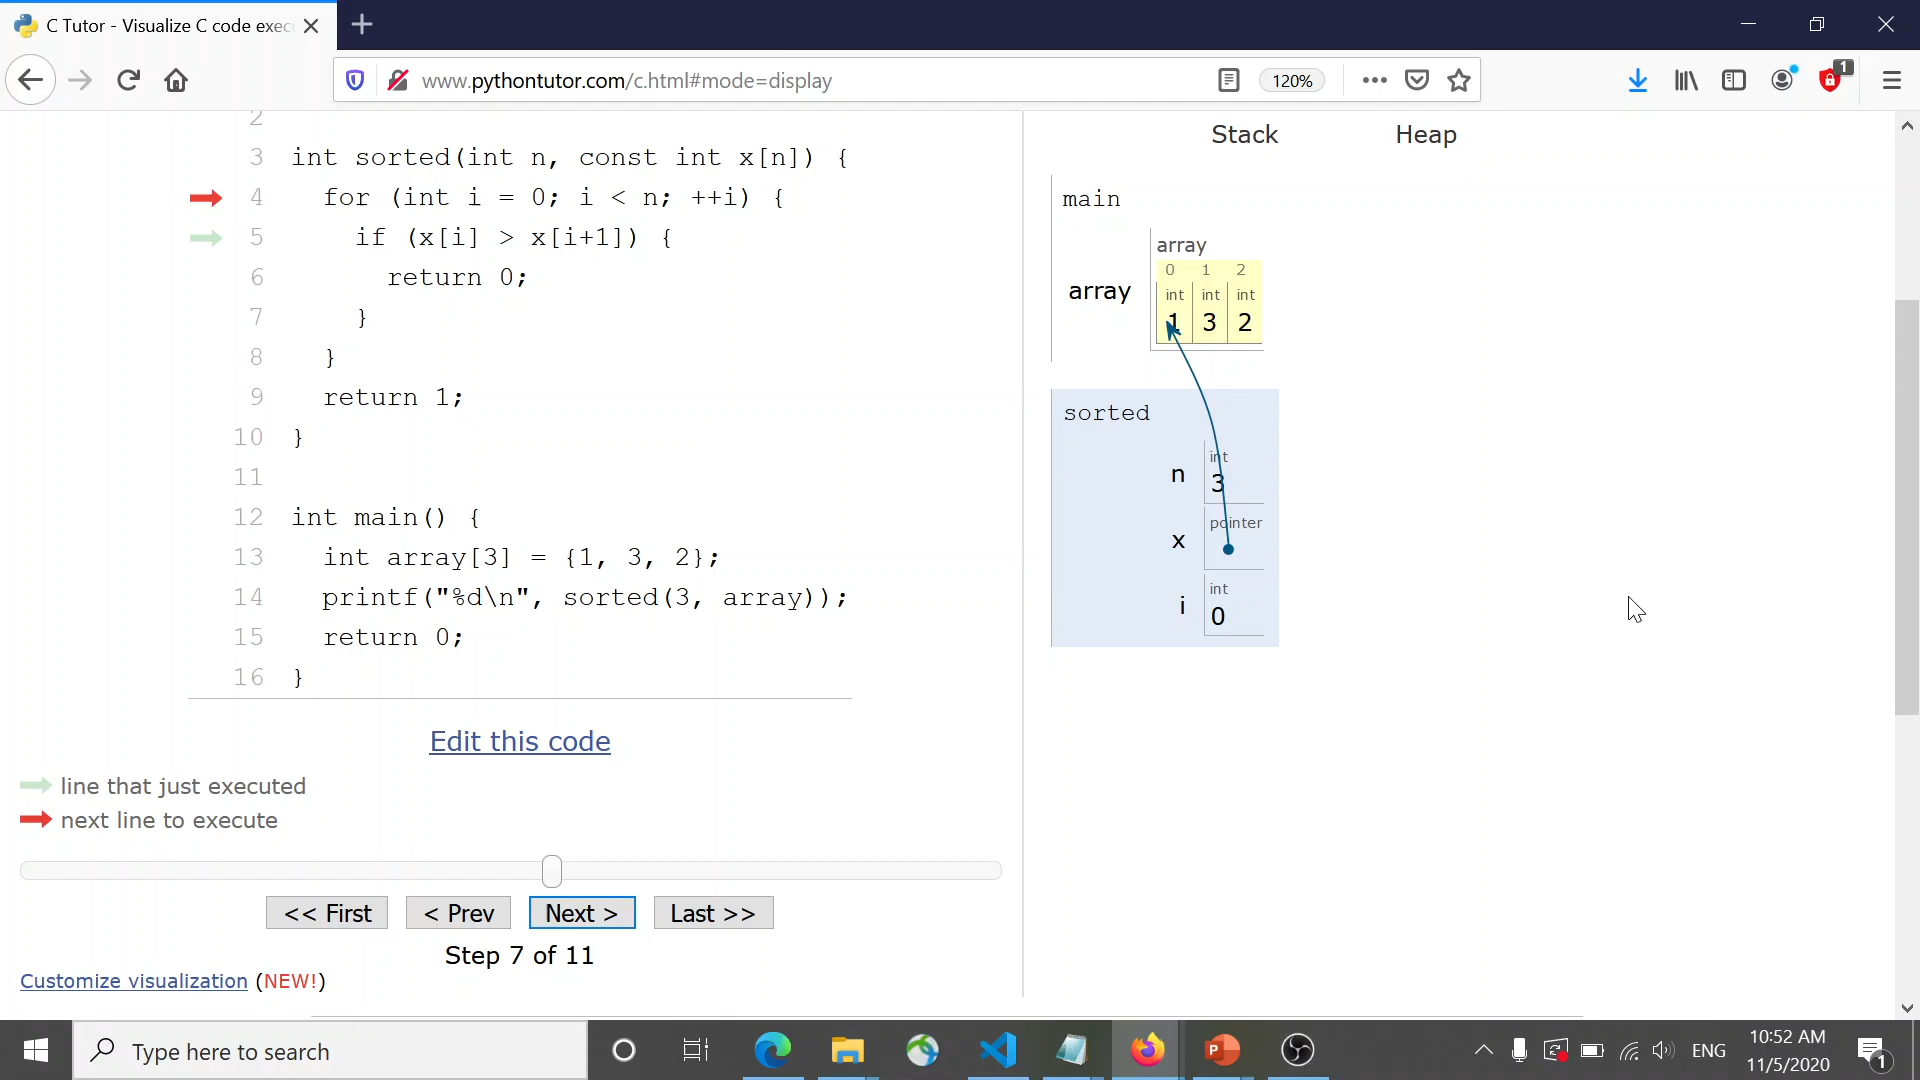 C Tutor - Visualize C code exec
www.pythontutor.com/c.html#mode=display
120%
1
2
3 int sorted(int n, const int x[n]) {
4 for (int i = 0; i < n; ++i) {
5 if (x[i] > x[i+1]) {
6 return 0;
7 }
8 }
9 return 1;
10 }
11
12 int main() {
13 int array[3] = {1, 3, 2};
14 printf("%d\n", sorted(3, array));
15 return 0;
16 }
Edit this code
line that just executed
next line to execute
<< First
< Prev
Next >
Last >>
Step 7 of 11
Customize visualization (NEW!)
Stack Heap
main
array
0 1 2
int int int
array
1 3 2
sorted
int
n 3
pointer
x
int
i 0
Type here to search
P
ENG
10:52 AM
11/5/2020
1